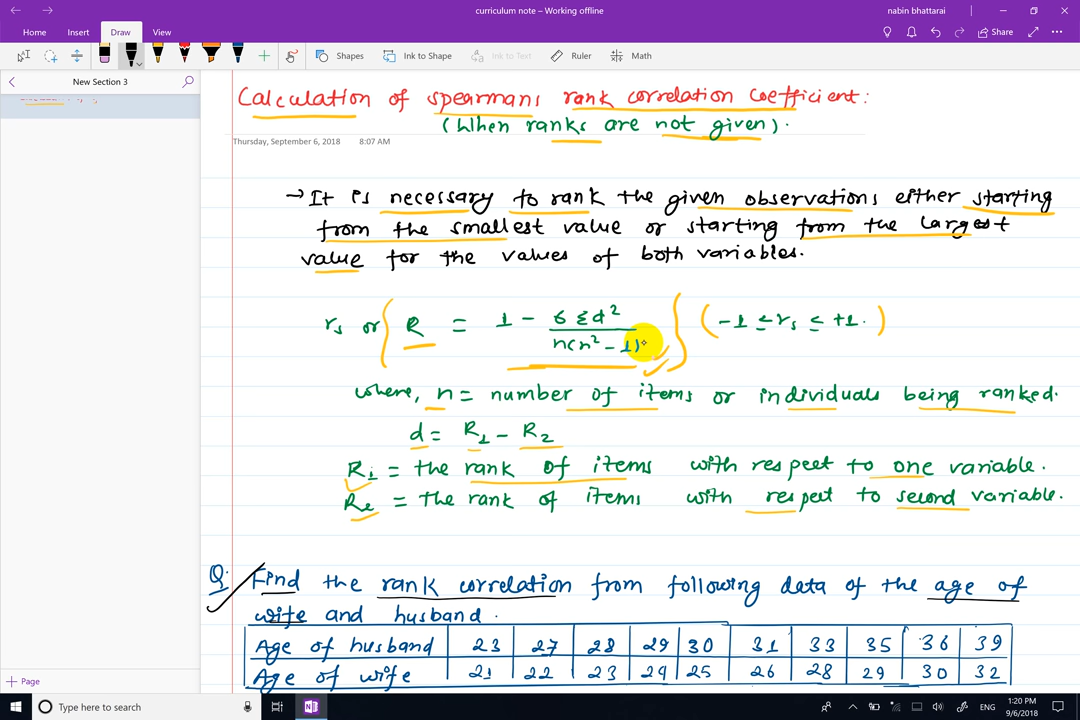 curriculum note – Working offline
nabin bhattarai
Home Insert Draw View
Share
Shapes Ink to Shape Ink to Text Ruler Math
New Section 3
Calculation of spearmans rank correlation coefficient:
(When ranks are not given).
Thursday, September 6, 2018 8:07 AM
→ It is necessary to rank the given observations either starting
from the smallest value or starting from the largest
value for the values of both variables.
rs or { R = 1 - 6 Σd² / n(n² - 1) } (-1 ≤ rs ≤ +1.)
where, n = number of items or individuals being ranked.
d = R1 - R2
R1 = the rank of items with respect to one variable.
R2 = the rank of items with respect to second variable.
Q: Find the rank correlation from following data of the age of
wife and husband.
Age of husband 23 27 28 29 30 31 33 35 36 39
Age of wife 21 22 23 24 25 26 28 29 30 32
+ Page
Type here to search
ENG
1:20 PM
9/6/2018